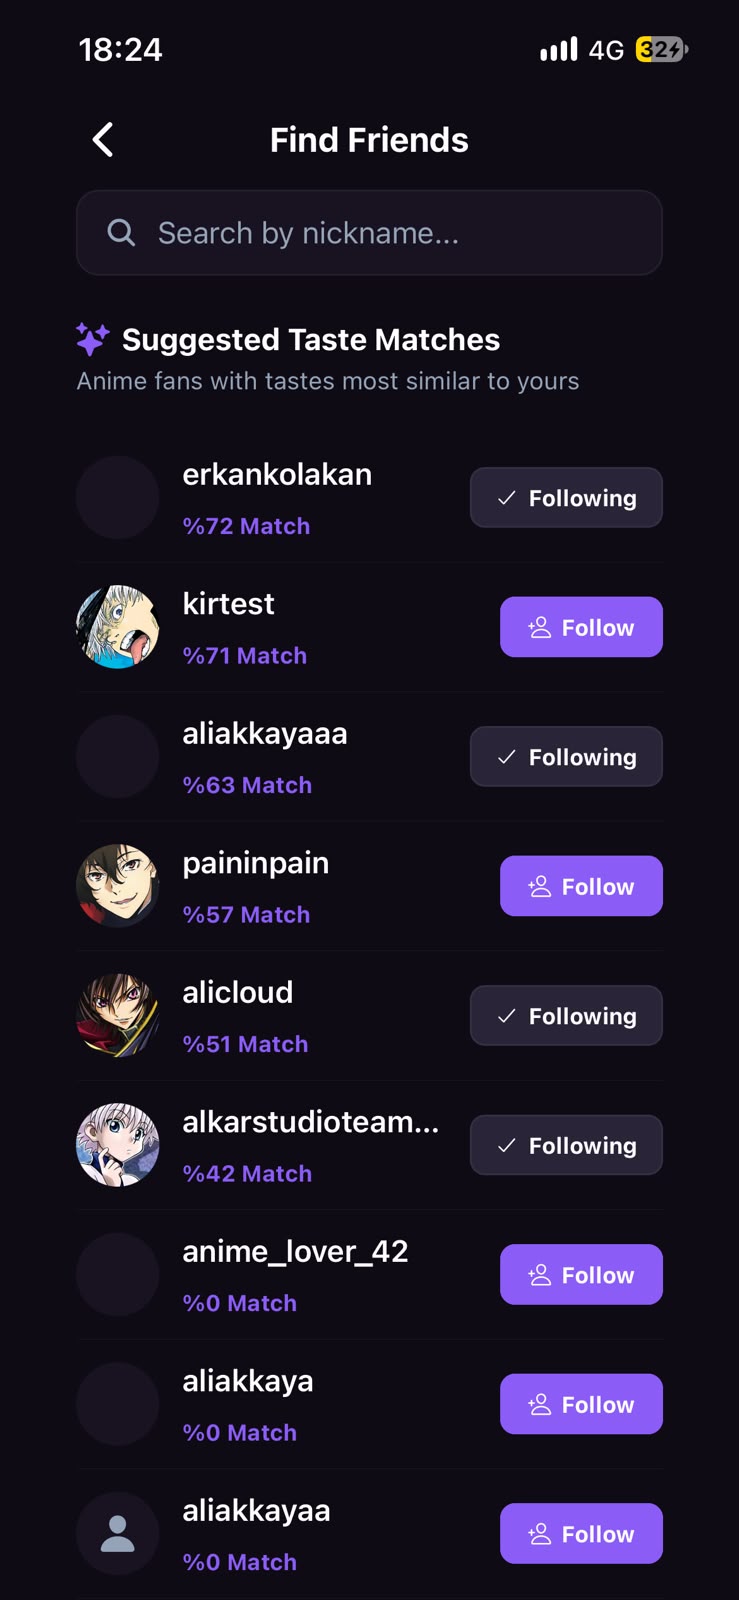 18:24
4G 32
Find Friends
Search by nickname...
Suggested Taste Matches
Anime fans with tastes most similar to yours
erkankolakan
%72 Match
Following
kirtest
%71 Match
Follow
aliakkayaaa
%63 Match
Following
paininpain
%57 Match
Follow
alicloud
%51 Match
Following
alkarstudioteam...
%42 Match
Following
anime_lover_42
%0 Match
Follow
aliakkaya
%0 Match
Follow
aliakkayaa
%0 Match
Follow